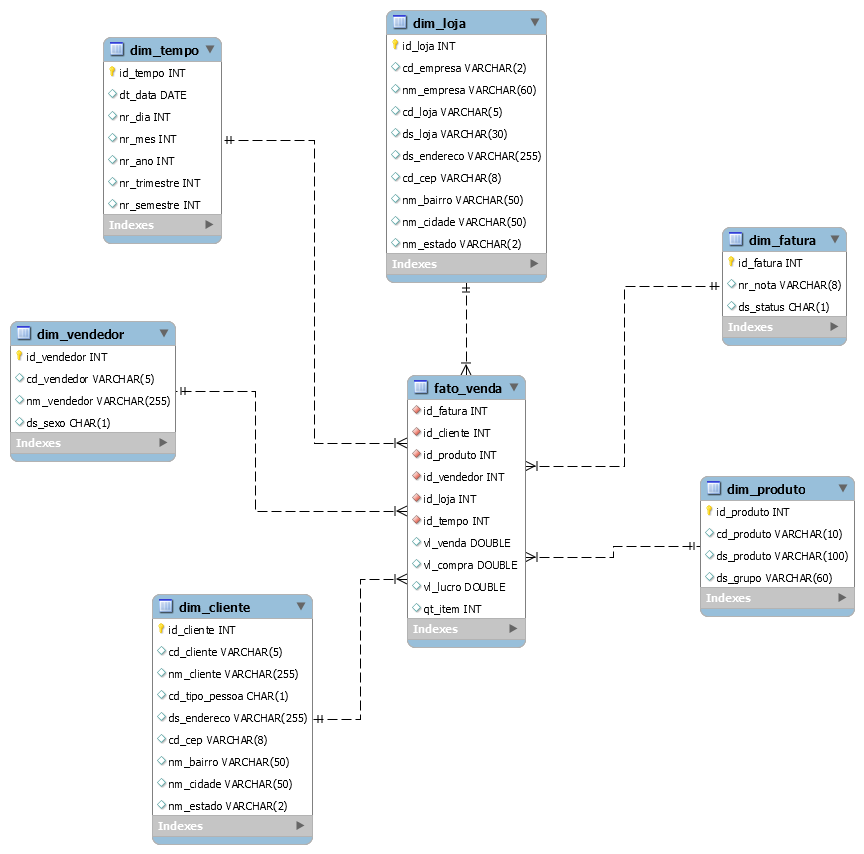 dim_loja
id_loja INT
cd_empresa VARCHAR(2)
nm_empresa VARCHAR(60)
cd_loja VARCHAR(5)
ds_loja VARCHAR(30)
ds_endereco VARCHAR(255)
cd_cep VARCHAR(8)
nm_bairro VARCHAR(50)
nm_cidade VARCHAR(50)
nm_estado VARCHAR(2)
Indexes
dim_tempo
id_tempo INT
dt_data DATE
nr_dia INT
nr_mes INT
nr_ano INT
nr_trimestre INT
nr_semestre INT
Indexes
dim_fatura
id_fatura INT
nr_nota VARCHAR(8)
ds_status CHAR(1)
Indexes
dim_vendedor
id_vendedor INT
cd_vendedor VARCHAR(5)
nm_vendedor VARCHAR(255)
ds_sexo CHAR(1)
Indexes
fato_venda
id_fatura INT
id_cliente INT
id_produto INT
id_vendedor INT
id_loja INT
id_tempo INT
vl_venda DOUBLE
vl_compra DOUBLE
vl_lucro DOUBLE
qt_item INT
Indexes
dim_produto
id_produto INT
cd_produto VARCHAR(10)
ds_produto VARCHAR(100)
ds_grupo VARCHAR(60)
Indexes
dim_cliente
id_cliente INT
cd_cliente VARCHAR(5)
nm_cliente VARCHAR(255)
cd_tipo_pessoa CHAR(1)
ds_endereco VARCHAR(255)
cd_cep VARCHAR(8)
nm_bairro VARCHAR(50)
nm_cidade VARCHAR(50)
nm_estado VARCHAR(2)
Indexes